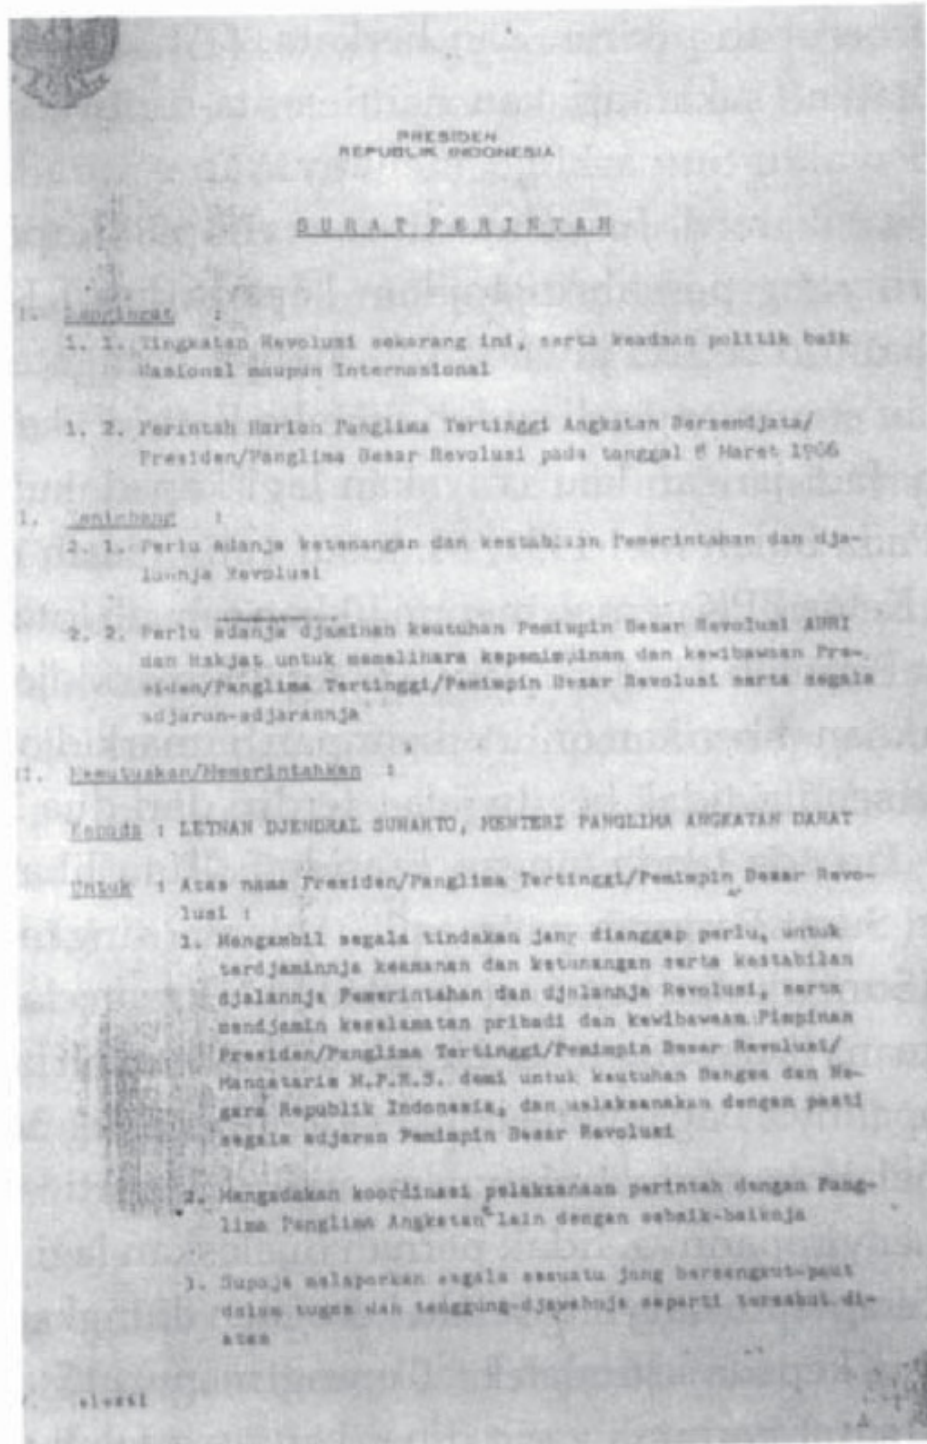 PRESIDEN
REPUBLIK INDONESIA
SURAT PERINTAH
I. Mengingat :
1. 1. Tingkatan Revolusi sekarang ini, serta keadaan politik baik
Nasional maupun Internasional
1. 2. Perintah Harian Panglima Tertinggi Angkatan Bersendjata/
Presiden/Panglima Besar Revolusi pada tanggal 8 Maret 1966
I. Menimbang :
2. 1. Perlu adanja ketenangan dan kestabilan Pemerintahan dan dja-
lannja Revolusi
2. 2. Perlu adanja djaminan keutuhan Pemimpin Besar Revolusi ABRI
dan Rakjat untuk memelihara kepemimpinan dan kewibawaan Pre-
siden/Panglima Tertinggi/Pemimpin Besar Revolusi serta segala
adjaran-adjarannja
II. Memutuskan/Memerintahkan :
Kepada : LETNAN DJENDRAL SUHARTO, MENTERI PANGLIMA ANGKATAN DARAT
Untuk : Atas nama Presiden/Panglima Tertinggi/Pemimpin Besar Revo-
lusi :
1. Mengambil segala tindakan jang dianggap perlu, untuk
terdjaminnja keamanan dan ketenangan serta kestabilan
djalannja Pemerintahan dan djalannja Revolusi, serta
mendjamin keselamatan pribadi dan kewibawaan Pimpinan
Presiden/Panglima Tertinggi/Pemimpin Besar Revolusi/
Mandataris M.P.R.S. demi untuk keutuhan Bangsa dan Ne-
gara Republik Indonesia, dan melaksanakan dengan pasti
segala adjaran Pemimpin Besar Revolusi
2. Mengadakan koordinasi pelaksanaan perintah dengan Pang-
lima Panglima Angkatan lain dengan sebaik-baiknja
3. Supaja melaporkan segala sesuatu jang bersangkut-paut
dalam tugas dan tanggung-djawabnja seperti tersebut di-
atas
elesai